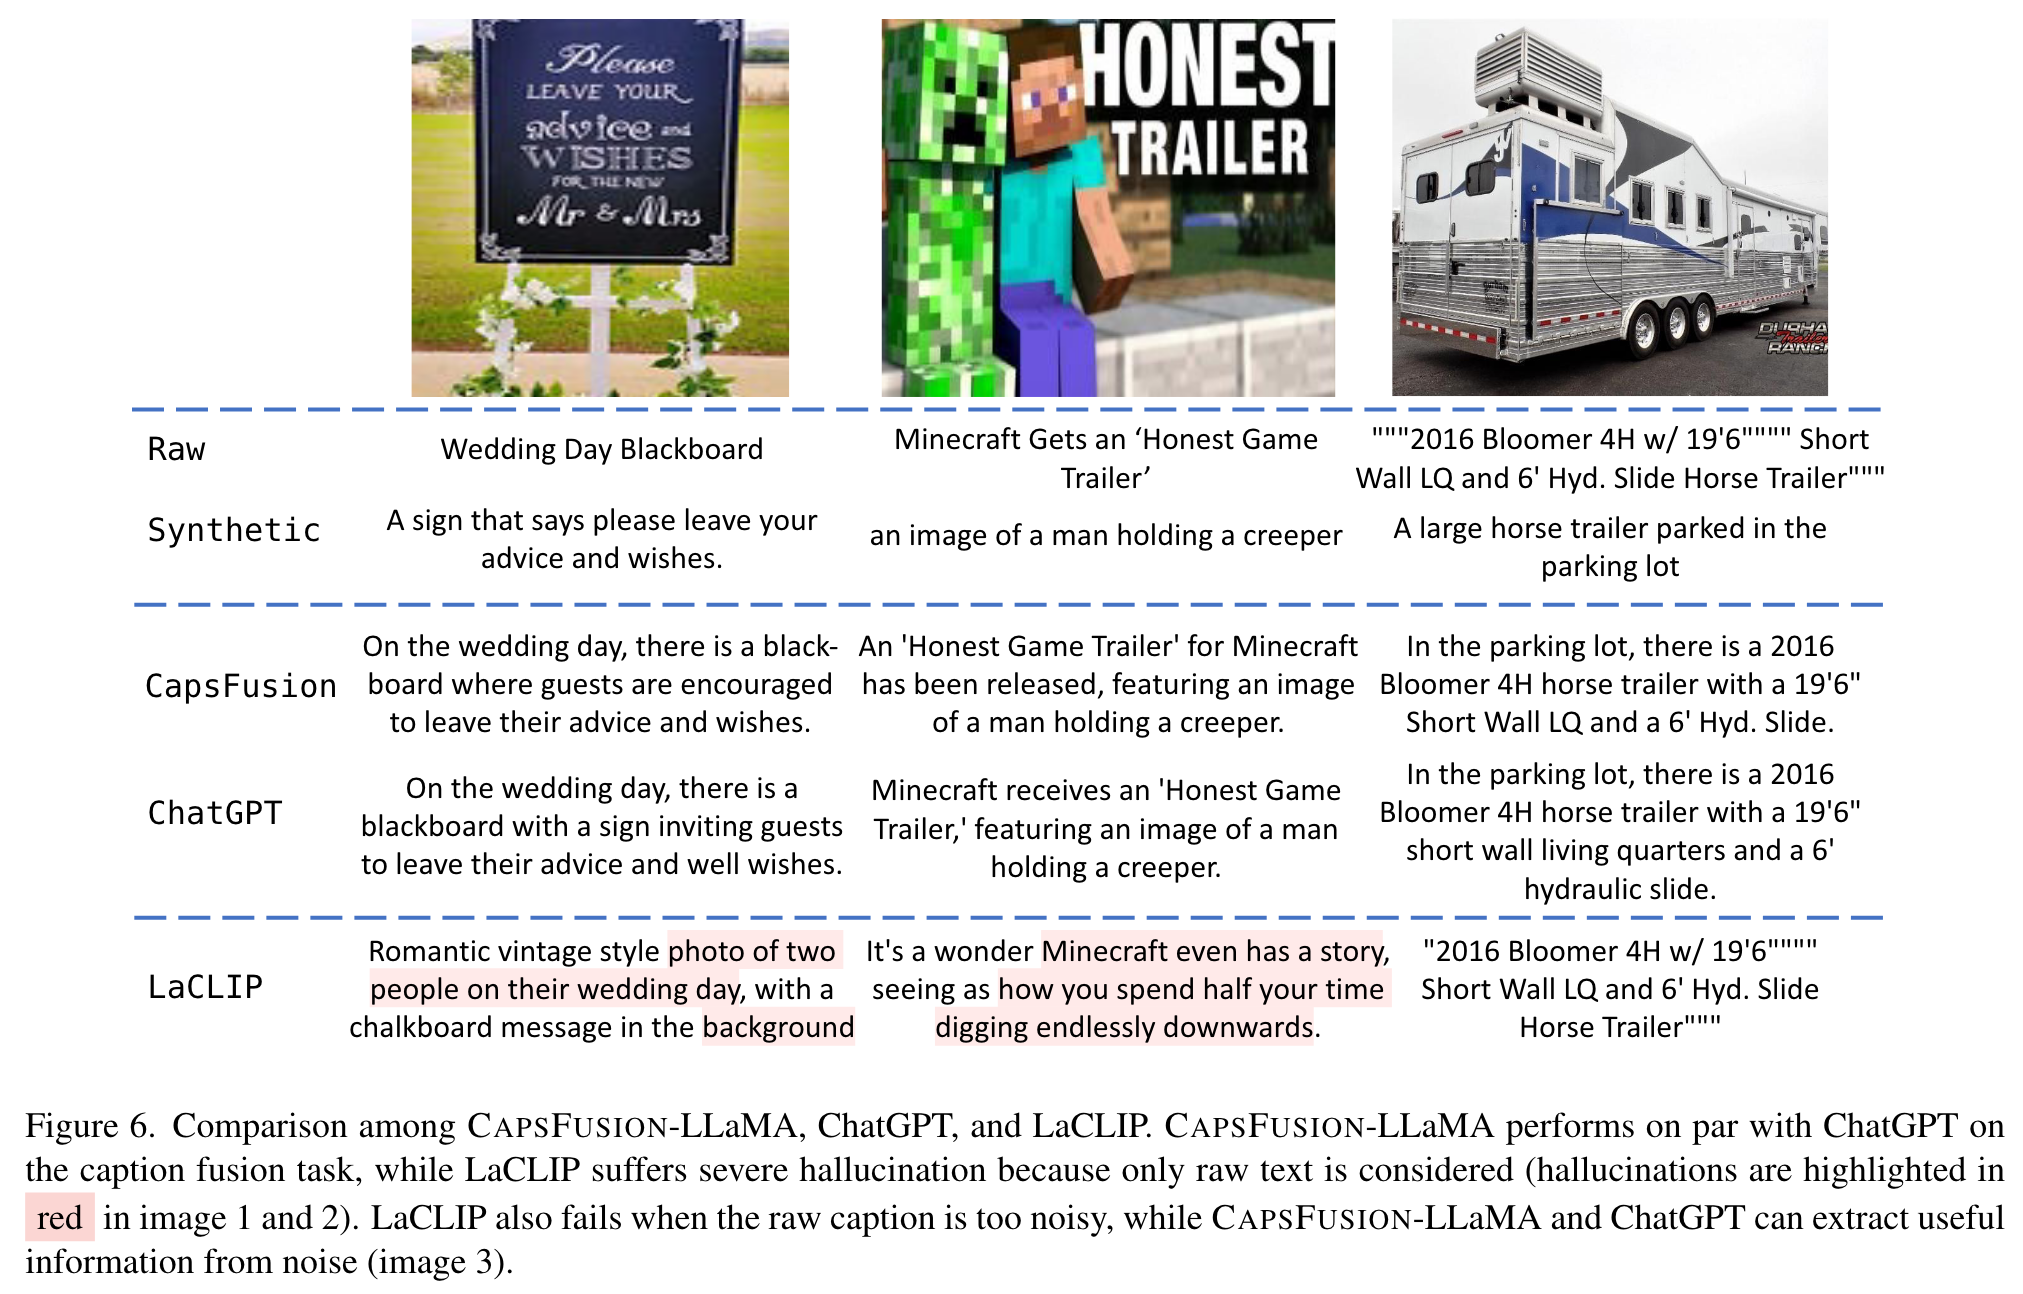 Please
LEAVE YOUR
advice and
WISHES
FOR THE NEW
Mr & Mrs
HONEST
TRAILER
DURHA
Trailer
RANC
Raw
Wedding Day Blackboard
Minecraft Gets an ‘Honest Game
Trailer’
"""2016 Bloomer 4H w/ 19'6"""" Short
Wall LQ and 6' Hyd. Slide Horse Trailer"""
Synthetic
A sign that says please leave your
advice and wishes.
an image of a man holding a creeper
A large horse trailer parked in the
parking lot
CapsFusion
On the wedding day, there is a black-
board where guests are encouraged
to leave their advice and wishes.
An 'Honest Game Trailer' for Minecraft
has been released, featuring an image
of a man holding a creeper.
In the parking lot, there is a 2016
Bloomer 4H horse trailer with a 19'6"
Short Wall LQ and a 6' Hyd. Slide.
ChatGPT
On the wedding day, there is a
blackboard with a sign inviting guests
to leave their advice and well wishes.
Minecraft receives an 'Honest Game
Trailer,' featuring an image of a man
holding a creeper.
In the parking lot, there is a 2016
Bloomer 4H horse trailer with a 19'6"
short wall living quarters and a 6'
hydraulic slide.
LaCLIP
Romantic vintage style photo of two
people on their wedding day, with a
chalkboard message in the background
It's a wonder Minecraft even has a story,
seeing as how you spend half your time
digging endlessly downwards.
"2016 Bloomer 4H w/ 19'6""""
Short Wall LQ and 6' Hyd. Slide
Horse Trailer"""
Figure 6. Comparison among CAPSFUSION-LLaMA, ChatGPT, and LaCLIP. CAPSFUSION-LLaMA performs on par with ChatGPT on
the caption fusion task, while LaCLIP suffers severe hallucination because only raw text is considered (hallucinations are highlighted in
red in image 1 and 2). LaCLIP also fails when the raw caption is too noisy, while CAPSFUSION-LLaMA and ChatGPT can extract useful
information from noise (image 3).